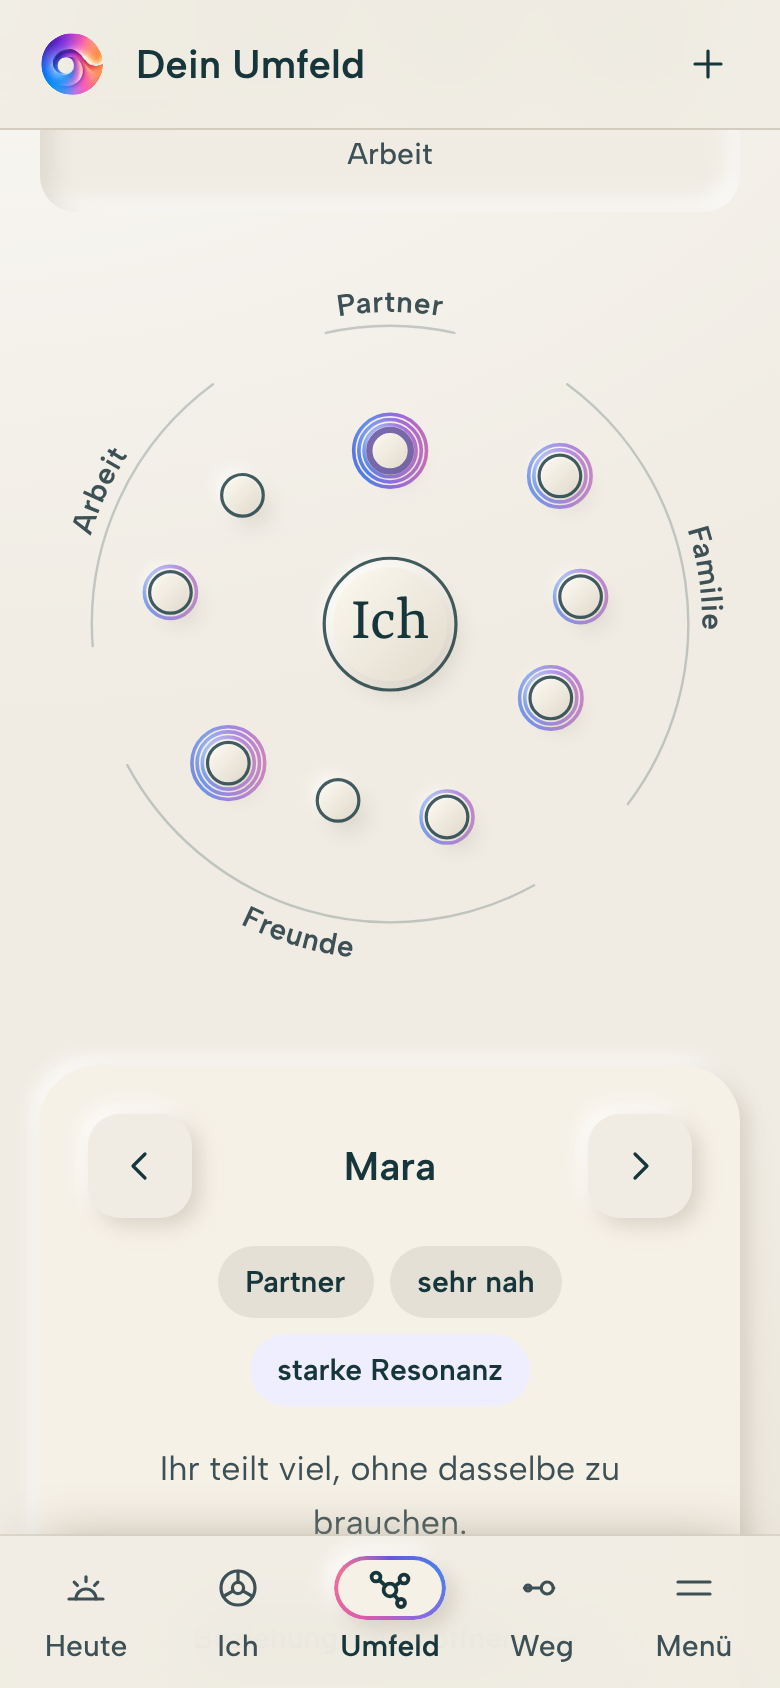 Dein Umfeld
Arbeit
Partner
Arbeit
Familie
Ich
Freunde
Mara
Partner
sehr nah
starke Resonanz
Ihr teilt viel, ohne dasselbe zu
brauchen.
Heute
Ich
Umfeld
Weg
Menü